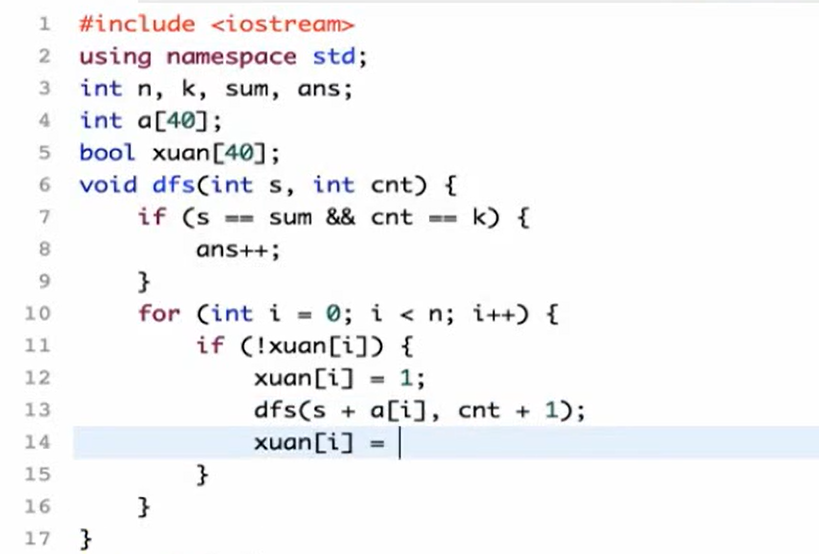 1 #include <iostream>
2 using namespace std;
3 int n, k, sum, ans;
4 int a[40];
5 bool xuan[40];
6 void dfs(int s, int cnt) {
7     if (s == sum && cnt == k) {
8         ans++;
9     }
10     for (int i = 0; i < n; i++) {
11         if (!xuan[i]) {
12             xuan[i] = 1;
13             dfs(s + a[i], cnt + 1);
14             xuan[i] =
15         }
16     }
17 }